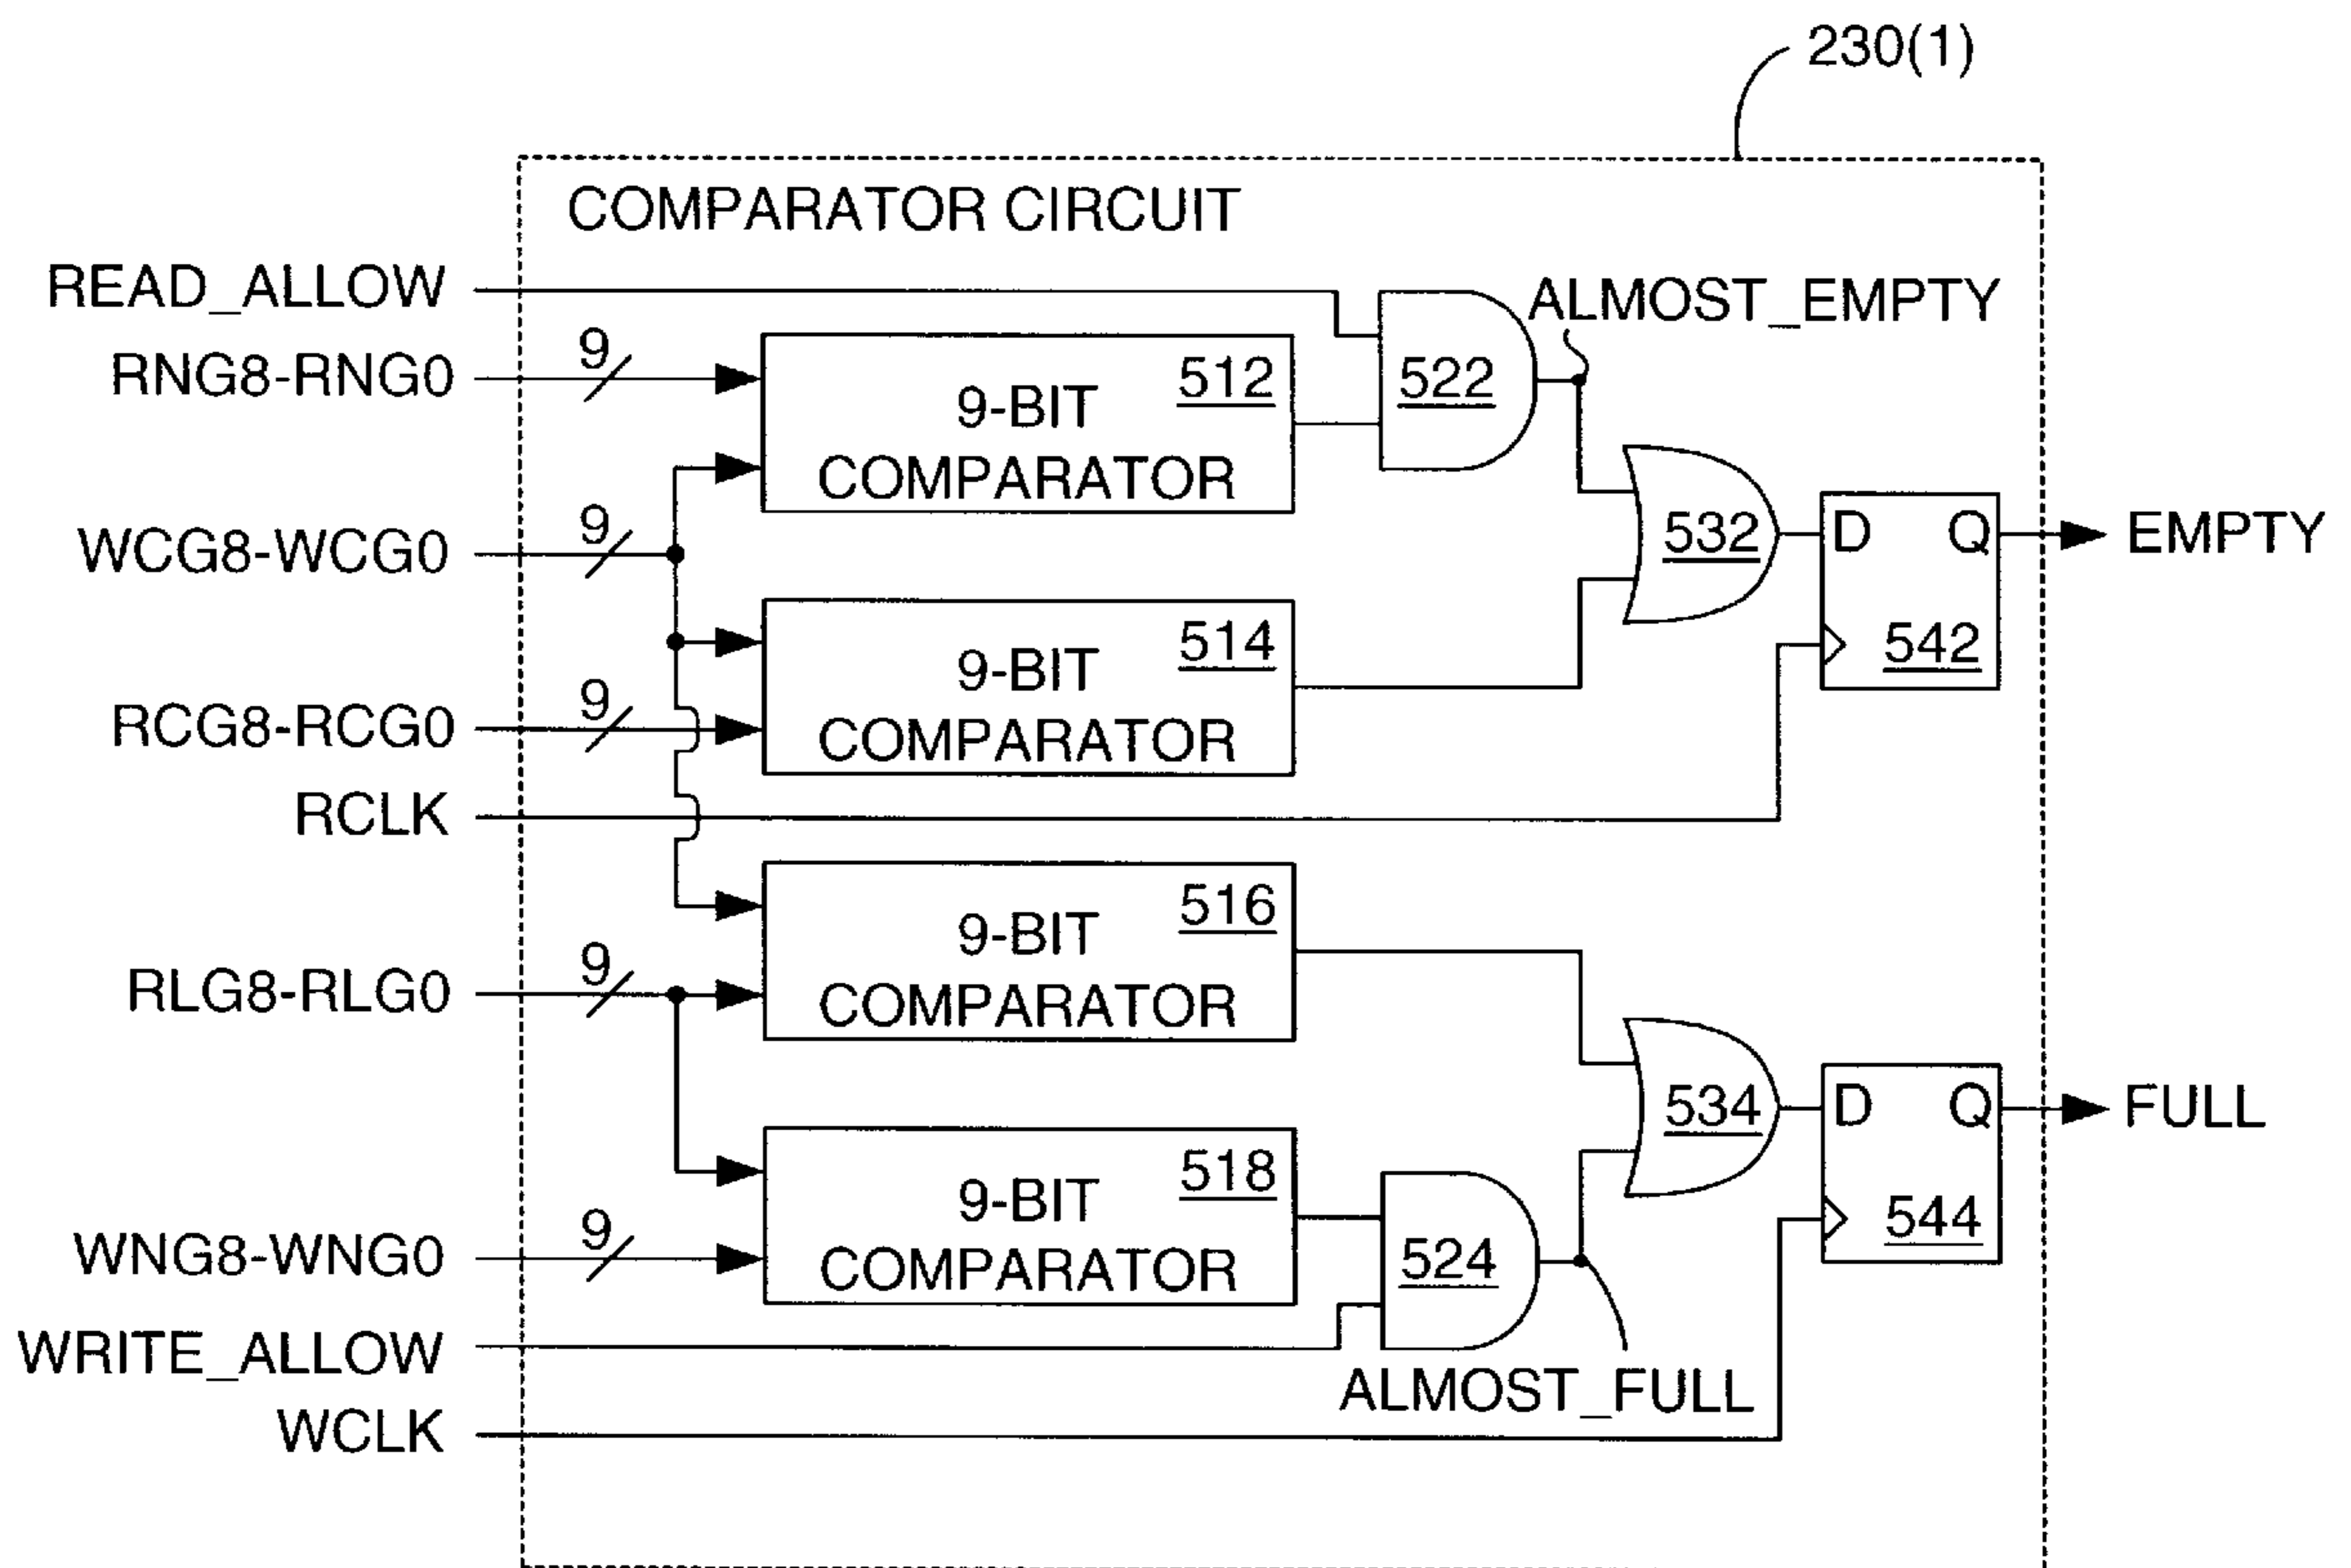 230(1)
COMPARATOR CIRCUIT
READ_ALLOW
ALMOST_EMPTY
RNG8-RNG0
9
512
9-BIT
COMPARATOR
522
WCG8-WCG0
9
532
D Q
542
EMPTY
514
9-BIT
COMPARATOR
RCG8-RCG0
9
RCLK
516
9-BIT
COMPARATOR
RLG8-RLG0
9
534
D Q
544
FULL
518
9-BIT
COMPARATOR
WNG8-WNG0
9
524
WRITE_ALLOW
ALMOST_FULL
WCLK